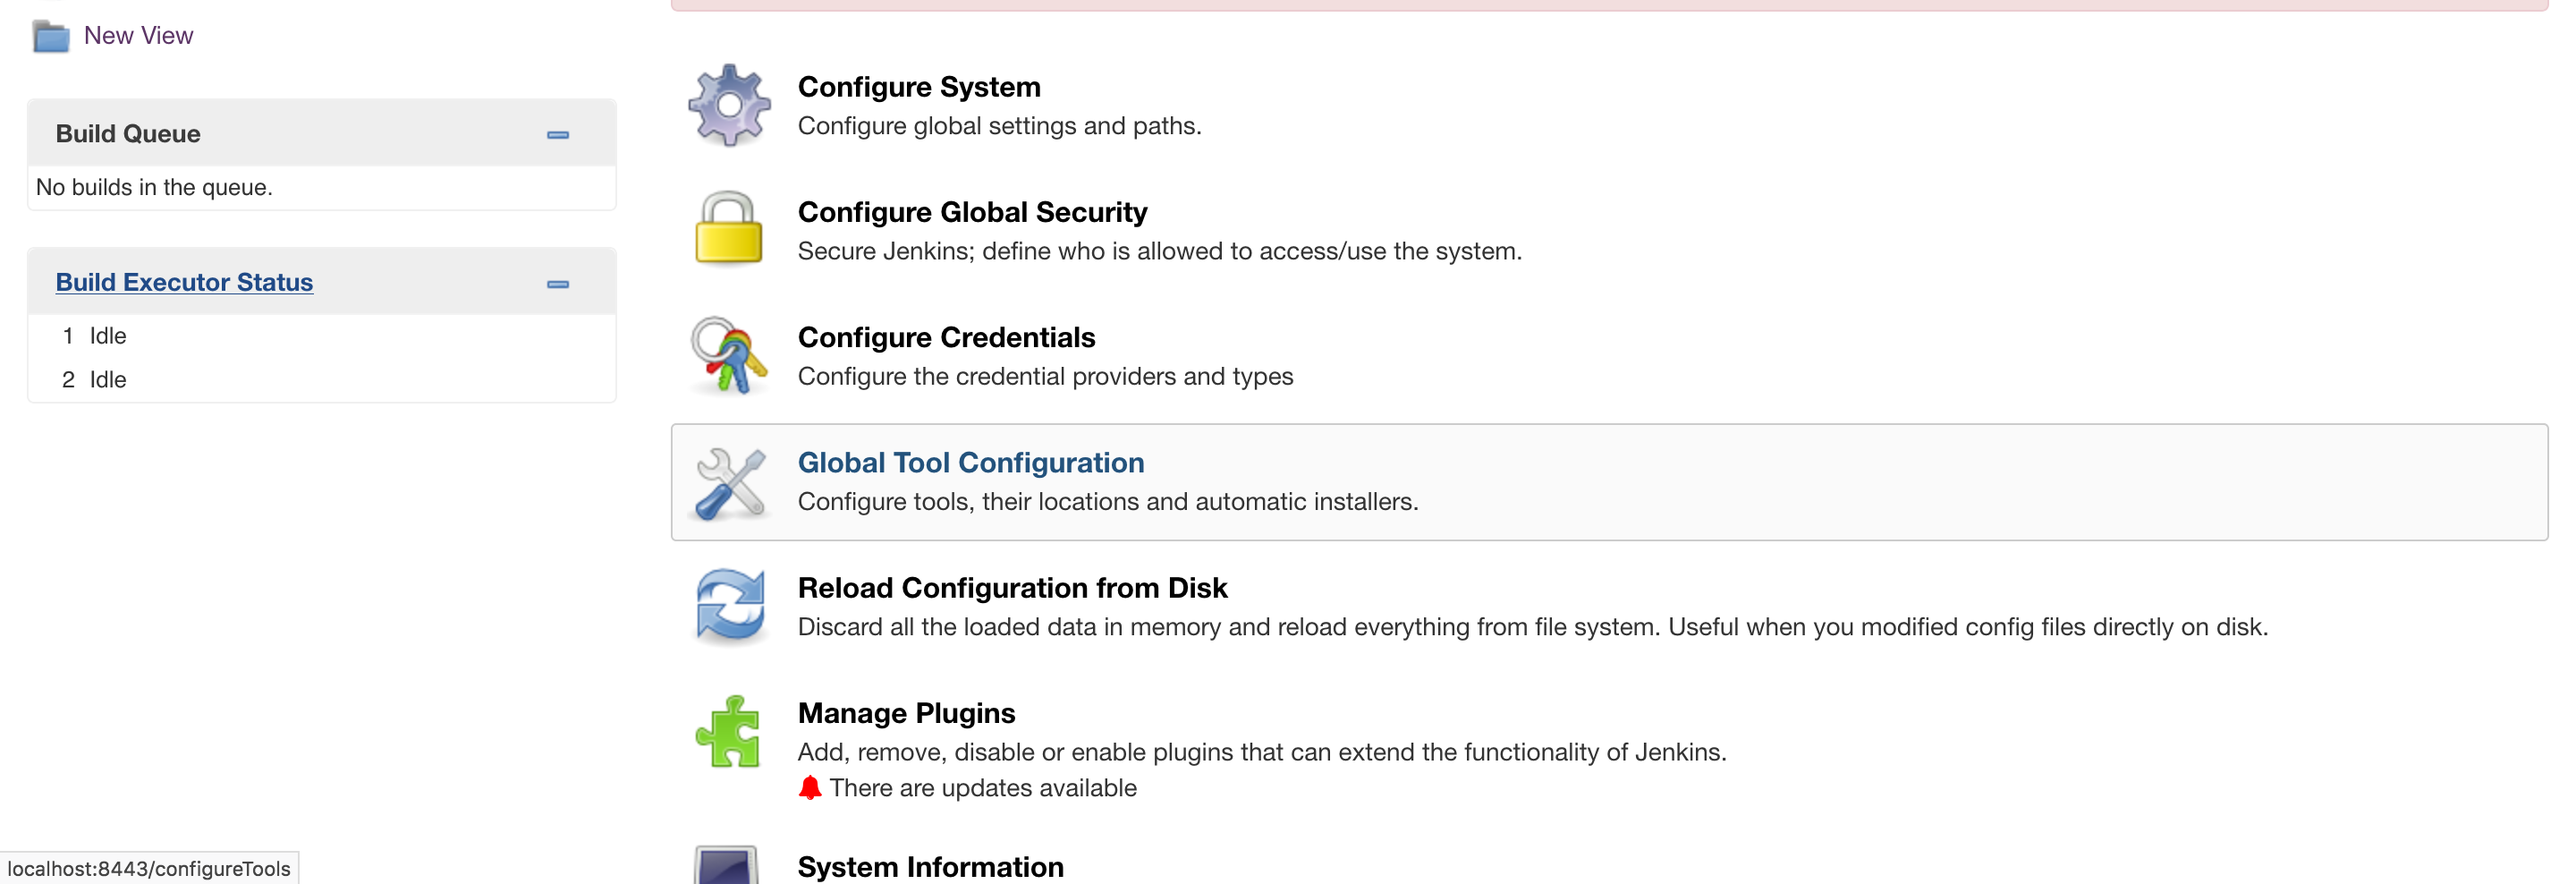 New View
Build Queue
No builds in the queue.
Build Executor Status
1 Idle
2 Idle
Configure System
Configure global settings and paths.
Configure Global Security
Secure Jenkins; define who is allowed to access/use the system.
Configure Credentials
Configure the credential providers and types
Global Tool Configuration
Configure tools, their locations and automatic installers.
Reload Configuration from Disk
Discard all the loaded data in memory and reload everything from file system. Useful when you modified config files directly on disk.
Manage Plugins
Add, remove, disable or enable plugins that can extend the functionality of Jenkins.
There are updates available
System Information
localhost:8443/configureTools